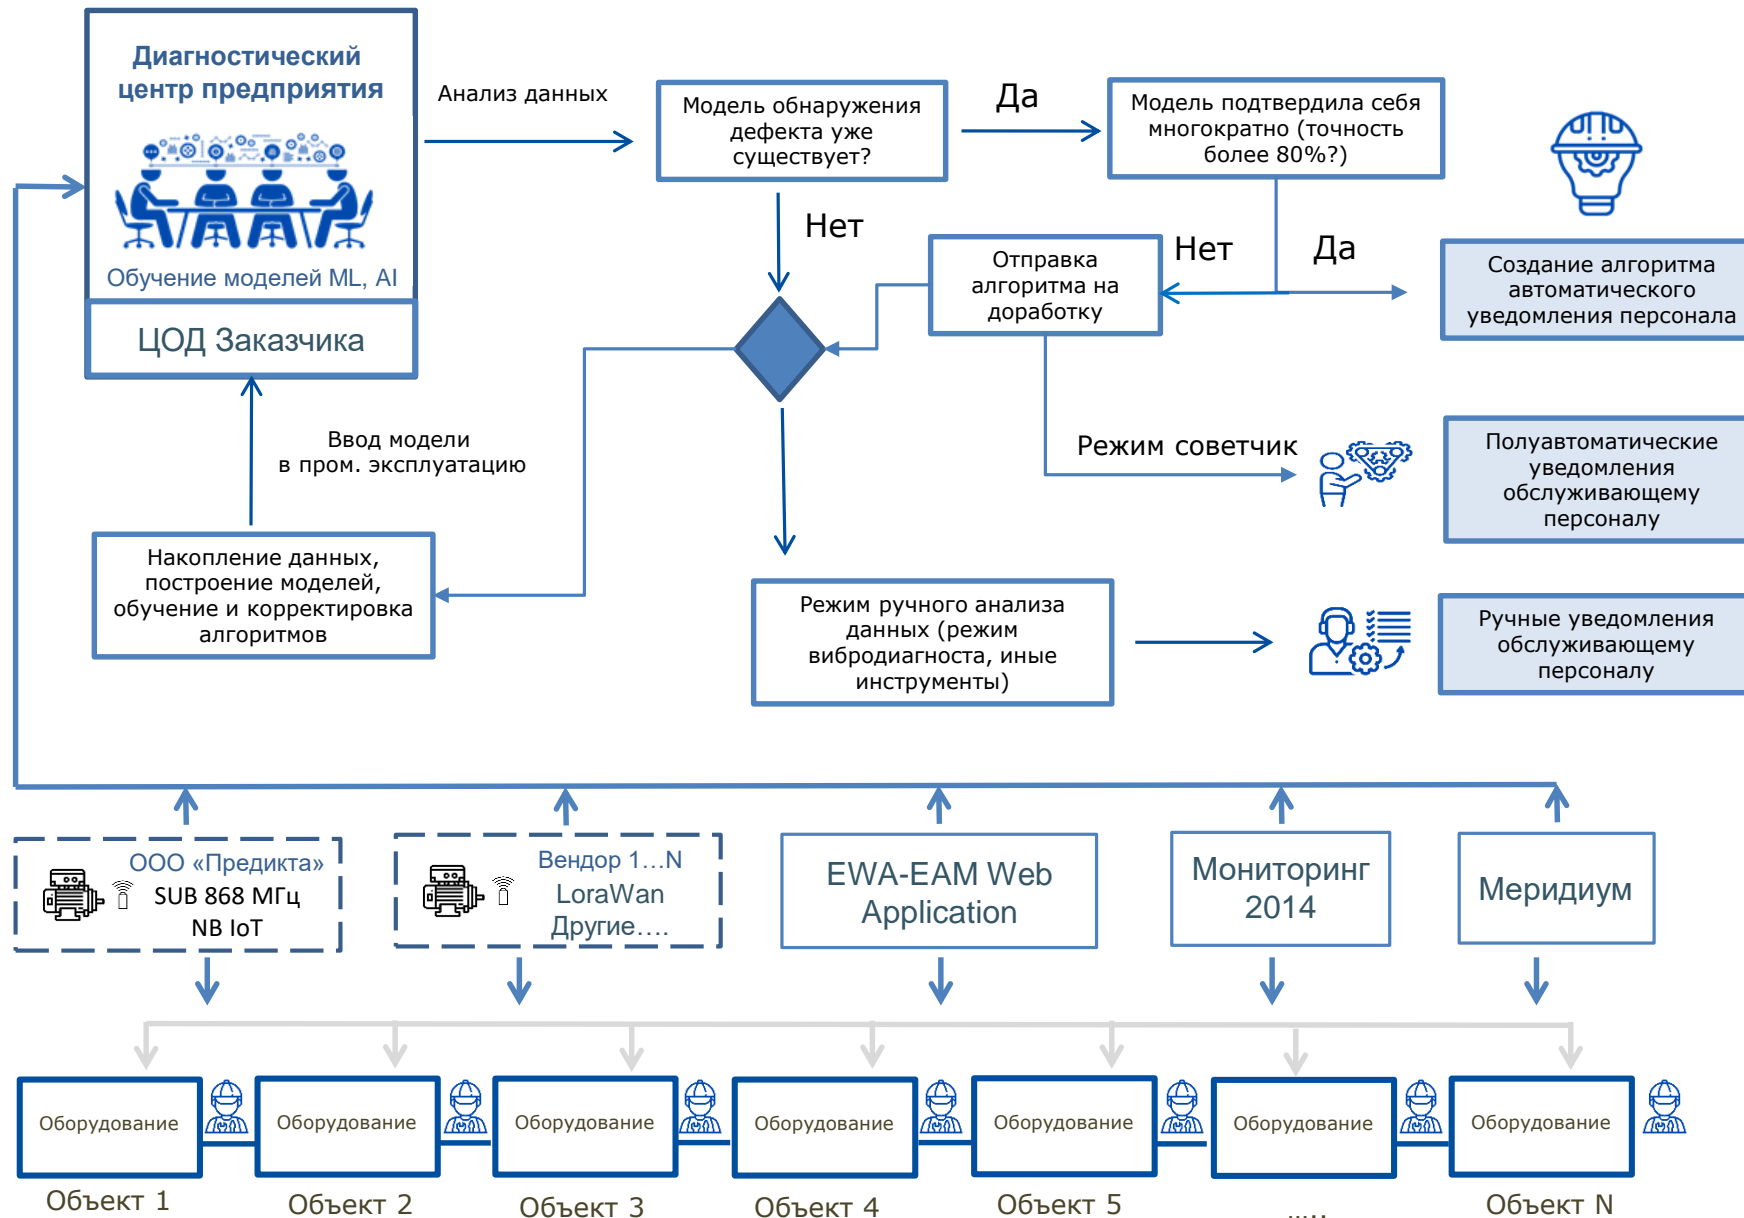 Диагностический
центр предприятия
Обучение моделей ML, AI
ЦОД Заказчика
Анализ данных
Модель обнаружения
дефекта уже
существует?
Да
Модель подтвердила себя
многократно (точность
более 80%?)
Нет
Отправка
алгоритма на
доработку
Нет
Да
Создание алгоритма
автоматического
уведомления персонала
Ввод модели
в пром. эксплуатацию
Режим советчик
Полуавтоматические
уведомления
обслуживающему
персоналу
Накопление данных,
построение моделей,
обучение и корректировка
алгоритмов
Режим ручного анализа
данных (режим
вибродиагноста, иные
инструменты)
Ручные уведомления
обслуживающему
персоналу
ООО «Предикта»
SUB 868 МГц
NB IoT
Вендор 1...N
LoraWan
Другие....
EWA-EAM Web
Application
Мониторинг
2014
Меридиум
Оборудование
Оборудование
Оборудование
Оборудование
Оборудование
Оборудование
Оборудование
Объект 1
Объект 2
Объект 3
Объект 4
Объект 5
.....
Объект N